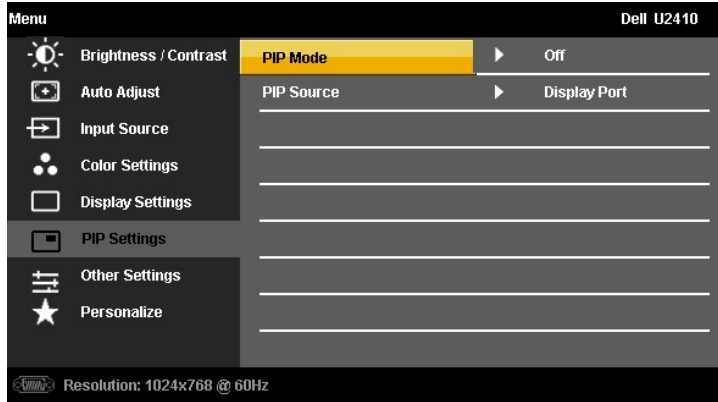 Menu Dell U2410
Brightness / Contrast PIP Mode Off
Auto Adjust PIP Source Display Port
Input Source
Color Settings
Display Settings
PIP Settings
Other Settings
Personalize
Resolution: 1024x768 @ 60Hz